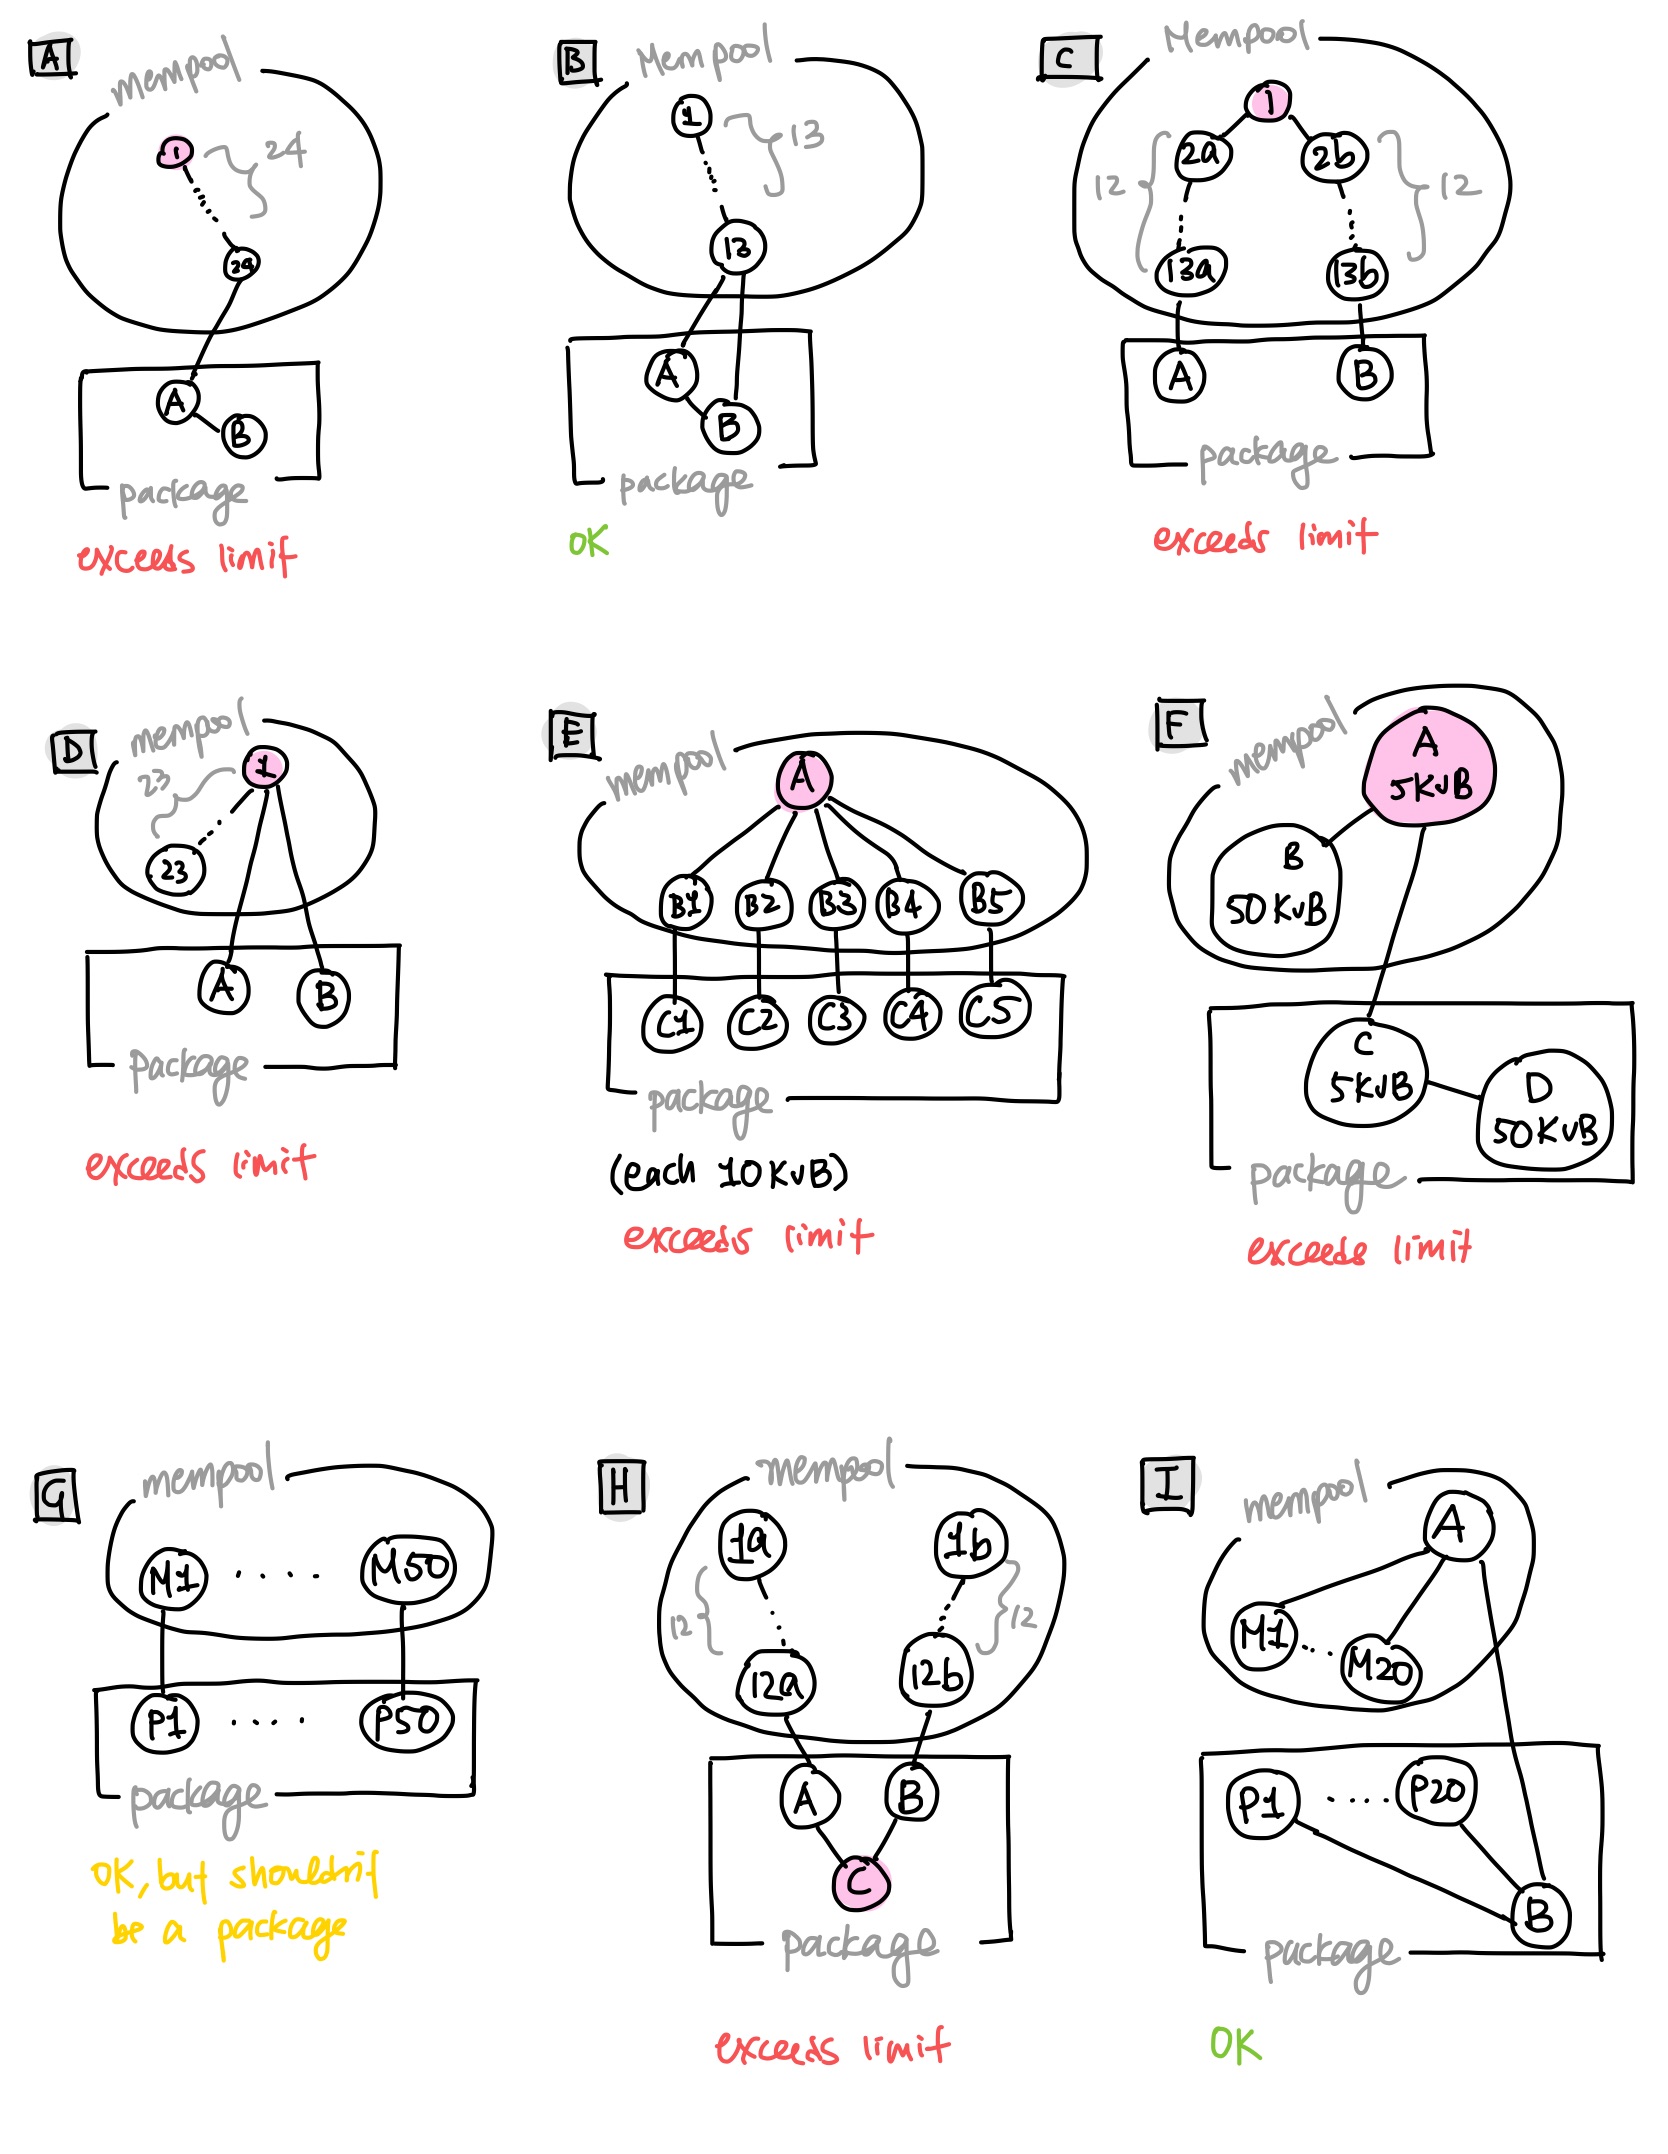 A
mempool
1
24
24
A
B
package
exceeds limit
B
Mempool
1
13
13
A
B
package
OK
C
Mempool
1
2a
2b
12
12
13a
13b
A
B
package
exceeds limit
D
mempool
23
1
23
A
B
package
exceeds limit
E
mempool
A
B1 B2 B3 B4 B5
C1 C2 C3 C4 C5
package
(each 10KvB)
exceeds limit
F
mempool
A
5KvB
B
50KvB
C
5KvB
D
50KvB
package
exceeds limit
G
mempool
M1 .... M50
P1 .... P50
package
OK, but shouldn't
be a package
H
mempool
1a
1b
12
12
12a
12b
A
B
C
package
exceeds limit
I
mempool
A
M1 .... M20
P1 ..... P20
B
package
OK